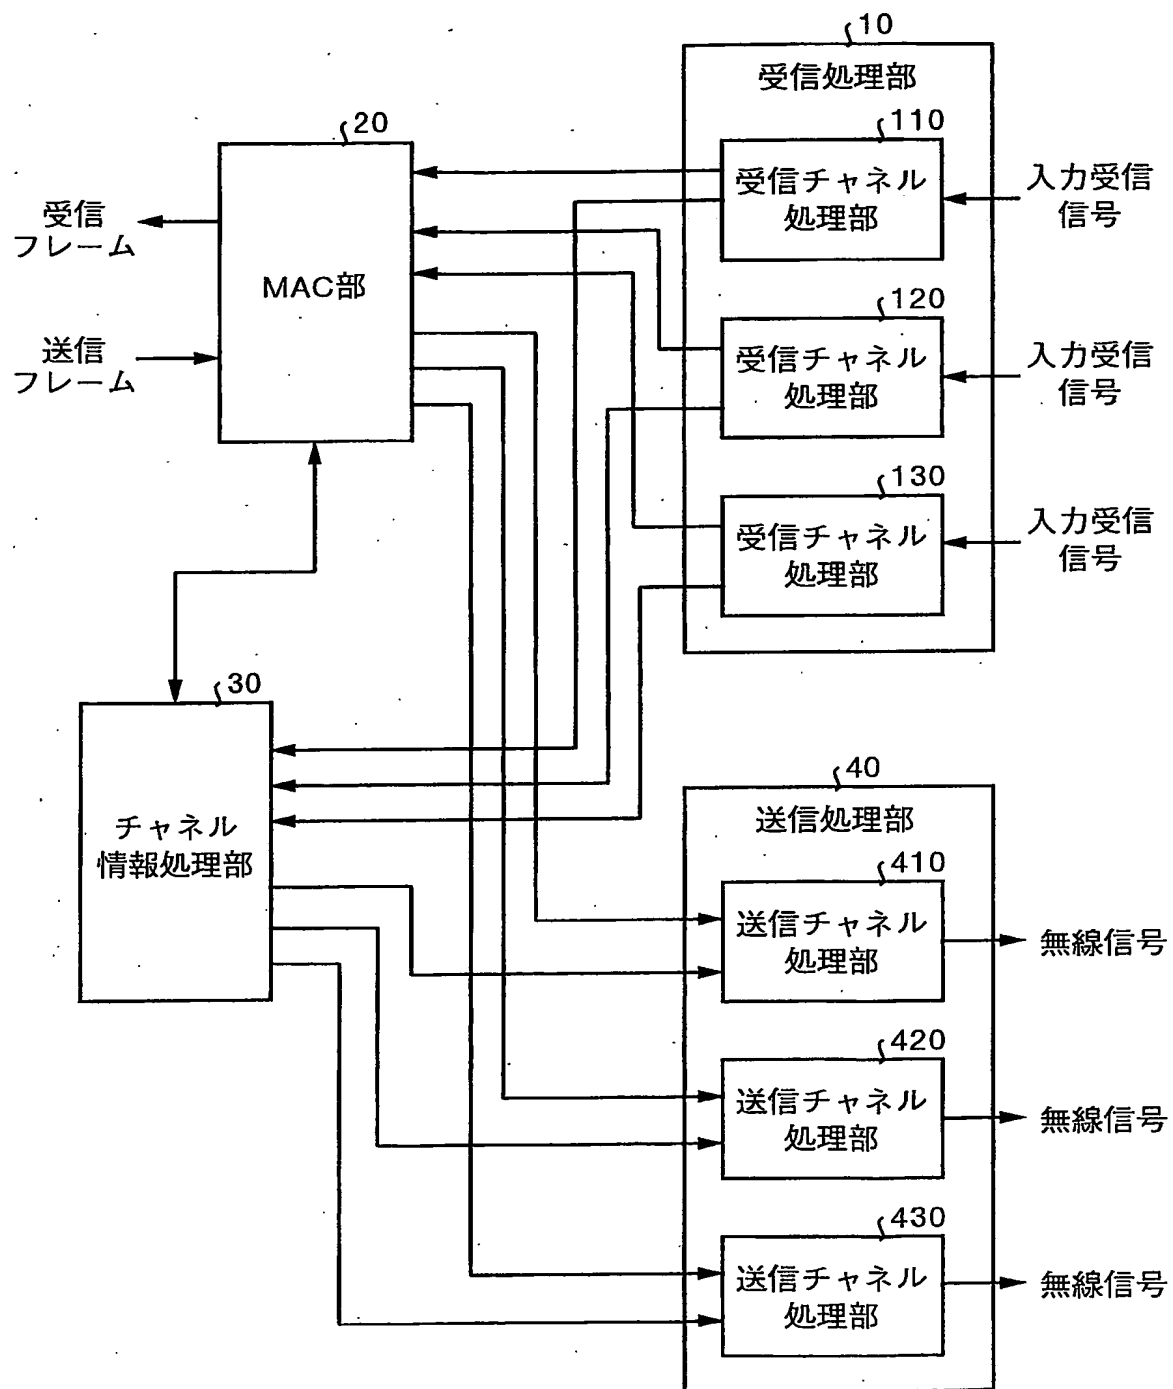 10
受信処理部
20
110
受信チャネル
処理部
入力受信
信号
受信
フレーム
MAC部
120
受信チャネル
処理部
入力受信
信号
送信
フレーム
130
受信チャネル
処理部
入力受信
信号
30
チャネル
情報処理部
40
送信処理部
410
送信チャネル
処理部
無線信号
420
送信チャネル
処理部
無線信号
430
送信チャネル
処理部
無線信号